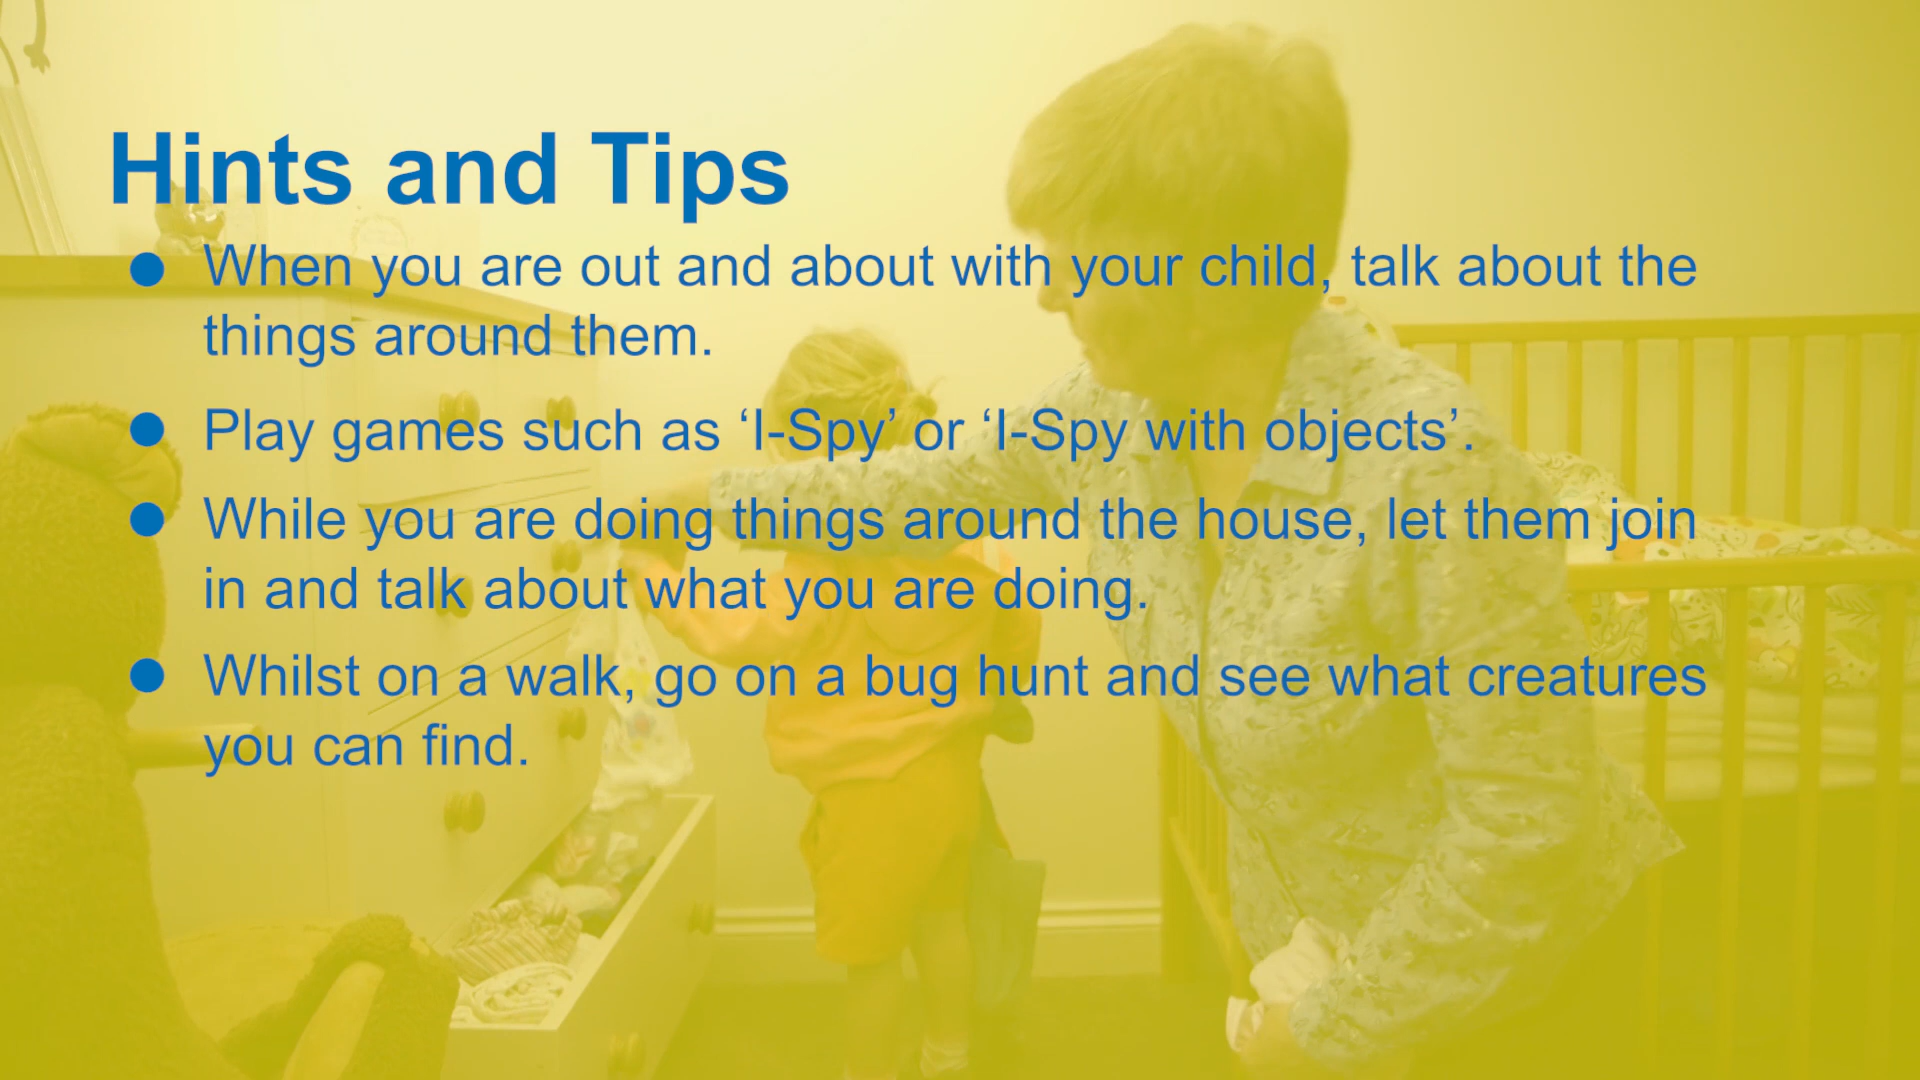 Hints and Tips
● When you are out and about with your child, talk about the
things around them.
● Play games such as ‘I-Spy’ or ‘I-Spy with objects’.
● While you are doing things around the house, let them join
in and talk about what you are doing.
● Whilst on a walk, go on a bug hunt and see what creatures
you can find.